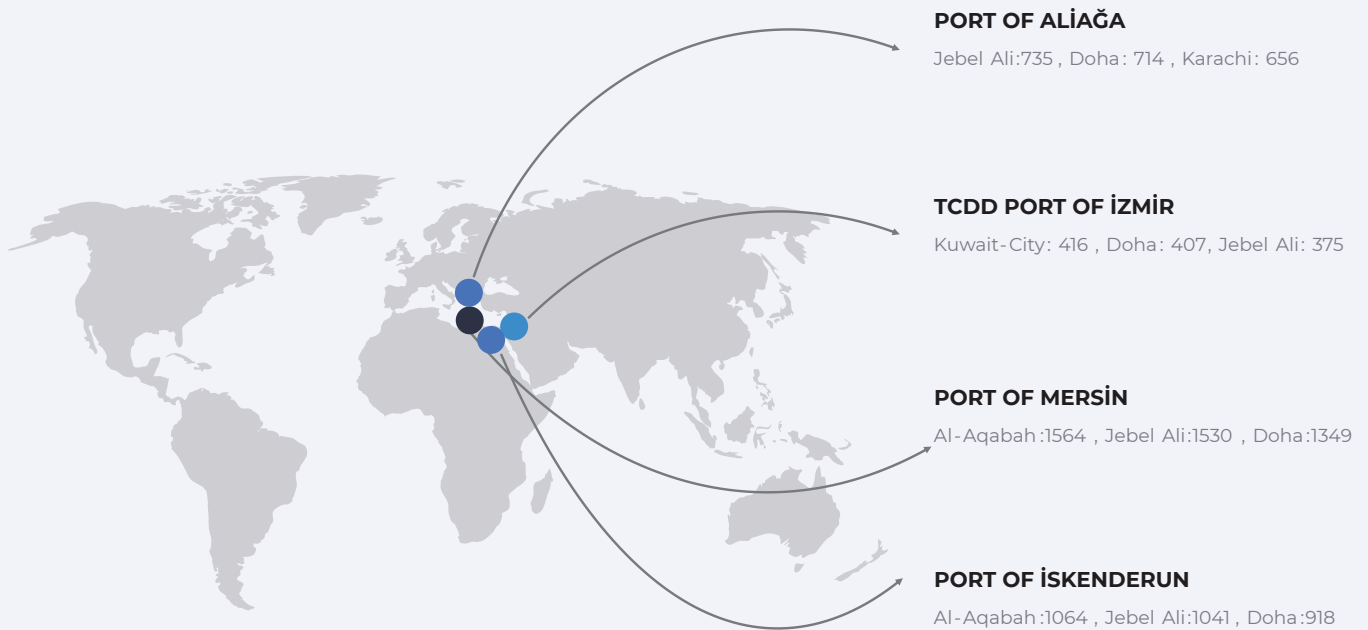 PORT OF ALİAĞA
Jebel Ali:735 , Doha: 714 , Karachi: 656
TCDD PORT OF İZMİR
Kuwait-City: 416 , Doha: 407, Jebel Ali: 375
PORT OF MERSİN
Al-Aqabah:1564 , Jebel Ali:1530 , Doha:1349
PORT OF İSKENDERUN
Al-Aqabah:1064 , Jebel Ali:1041 , Doha:918